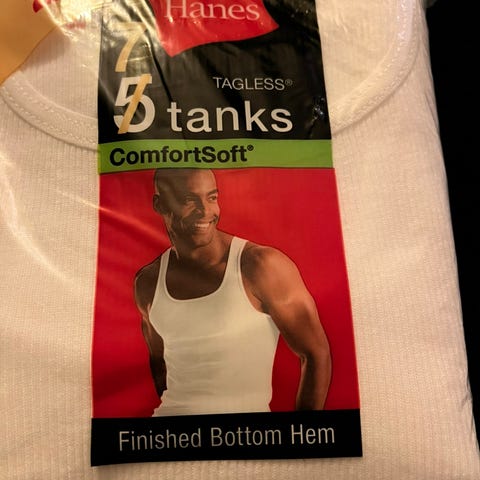 Hanes
7
TAGLESS®
5 tanks
ComfortSoft®
Finished Bottom Hem